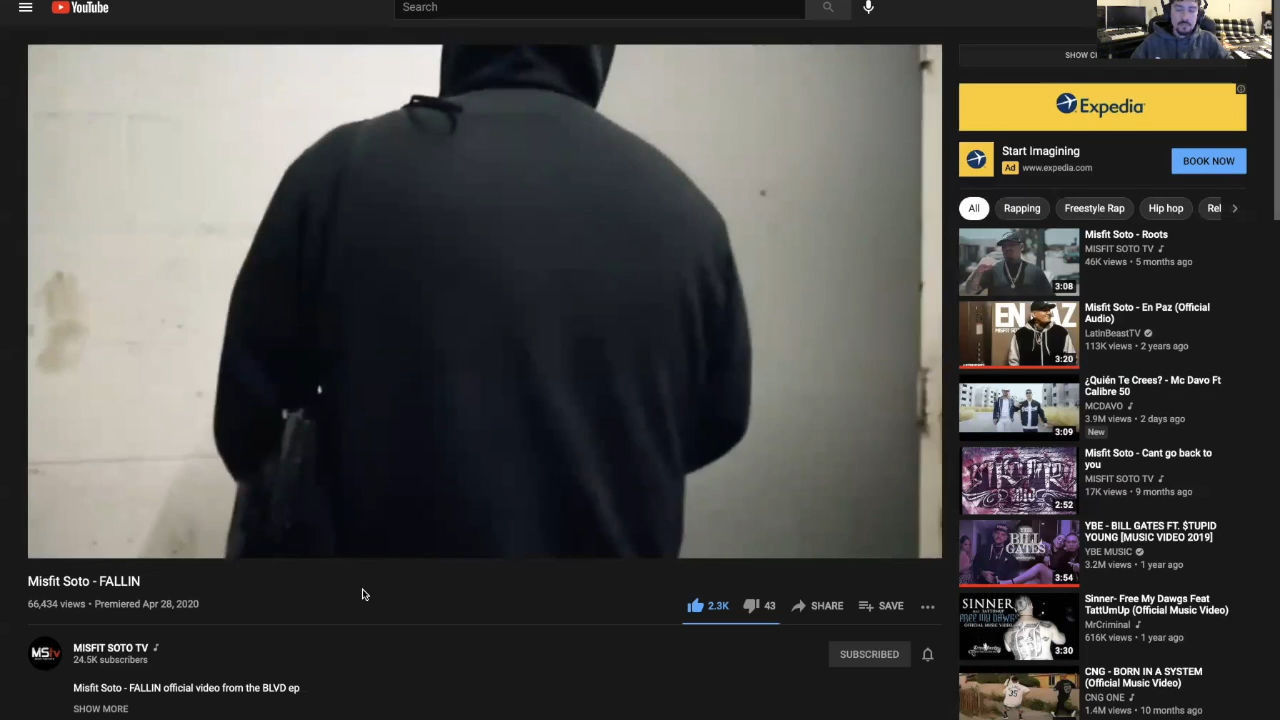 YouTube
Search
SHOW C
Expedia
Start Imagining
Ad www.expedia.com
BOOK NOW
All
Rapping
Freestyle Rap
Hip hop
Rel
Misfit Soto - Roots
MISFIT SOTO TV
46K views • 5 months ago
3:08
EN PAZ
Misfit Soto - En Paz (Official
Audio)
LatinBeastTV
113K views • 2 years ago
3:20
¿Quién Te Crees? - Mc Davo Ft
Calibre 50
MCDAVO
3.9M views • 2 days ago
New
3:09
Misfit Soto - Cant go back to
you
MISFIT SOTO TV
17K views • 9 months ago
2:52
BILL
GATES
YBE - BILL GATES FT. $TUPID
YOUNG [MUSIC VIDEO 2019]
YBE MUSIC
3.2M views • 1 year ago
3:54
SINNER
Sinner- Free My Dawgs Feat
TattUmUp (Official Music Video)
MrCriminal
616K views • 1 year ago
3:30
CNG - BORN IN A SYSTEM
(Official Music Video)
CNG ONE
1.4M views • 10 months ago
35
Misfit Soto - FALLIN
66,434 views • Premiered Apr 28, 2020
2.3K
43
SHARE
SAVE
MStv
MISFIT SOTO TV
24.5K subscribers
SUBSCRIBED
Misfit Soto - FALLIN official video from the BLVD ep
SHOW MORE